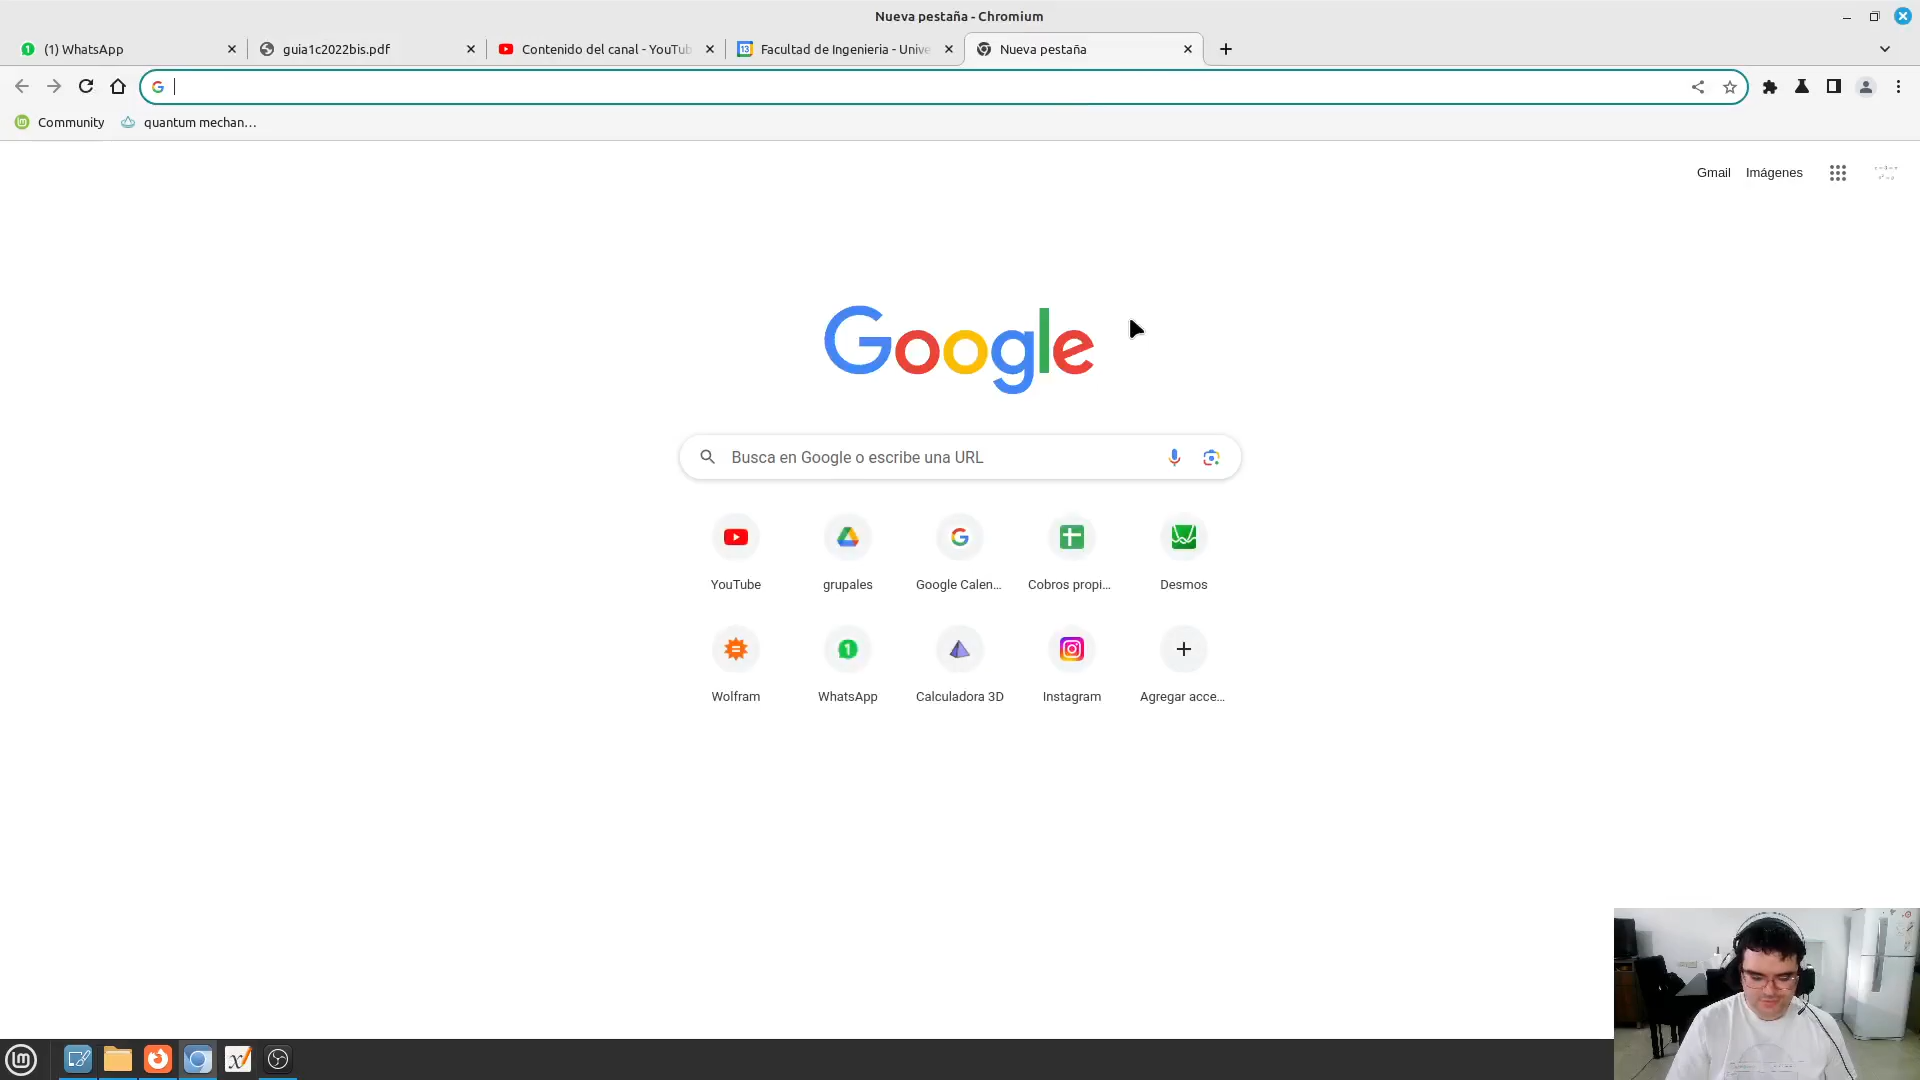 Nueva pestaña - Chromium
(1) WhatsApp
guia1c2022bis.pdf
Contenido del canal - YouTub
Facultad de Ingenieria - Unive
Nueva pestaña
Community
quantum mechan...
Gmail
Imágenes
Google
Busca en Google o escribe una URL
YouTube
grupales
Google Calen...
Cobros propi...
Desmos
Wolfram
WhatsApp
Calculadora 3D
Instagram
Agregar acce...